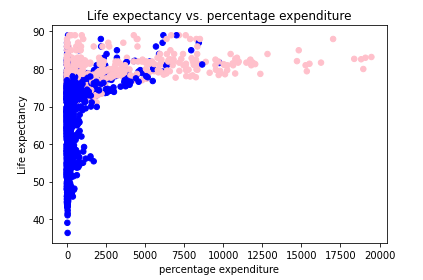 Life expectancy vs. percentage expenditure
90
80
70
60
50
40
Life expectancy
0 2500 5000 7500 10000 12500 15000 17500 20000
percentage expenditure